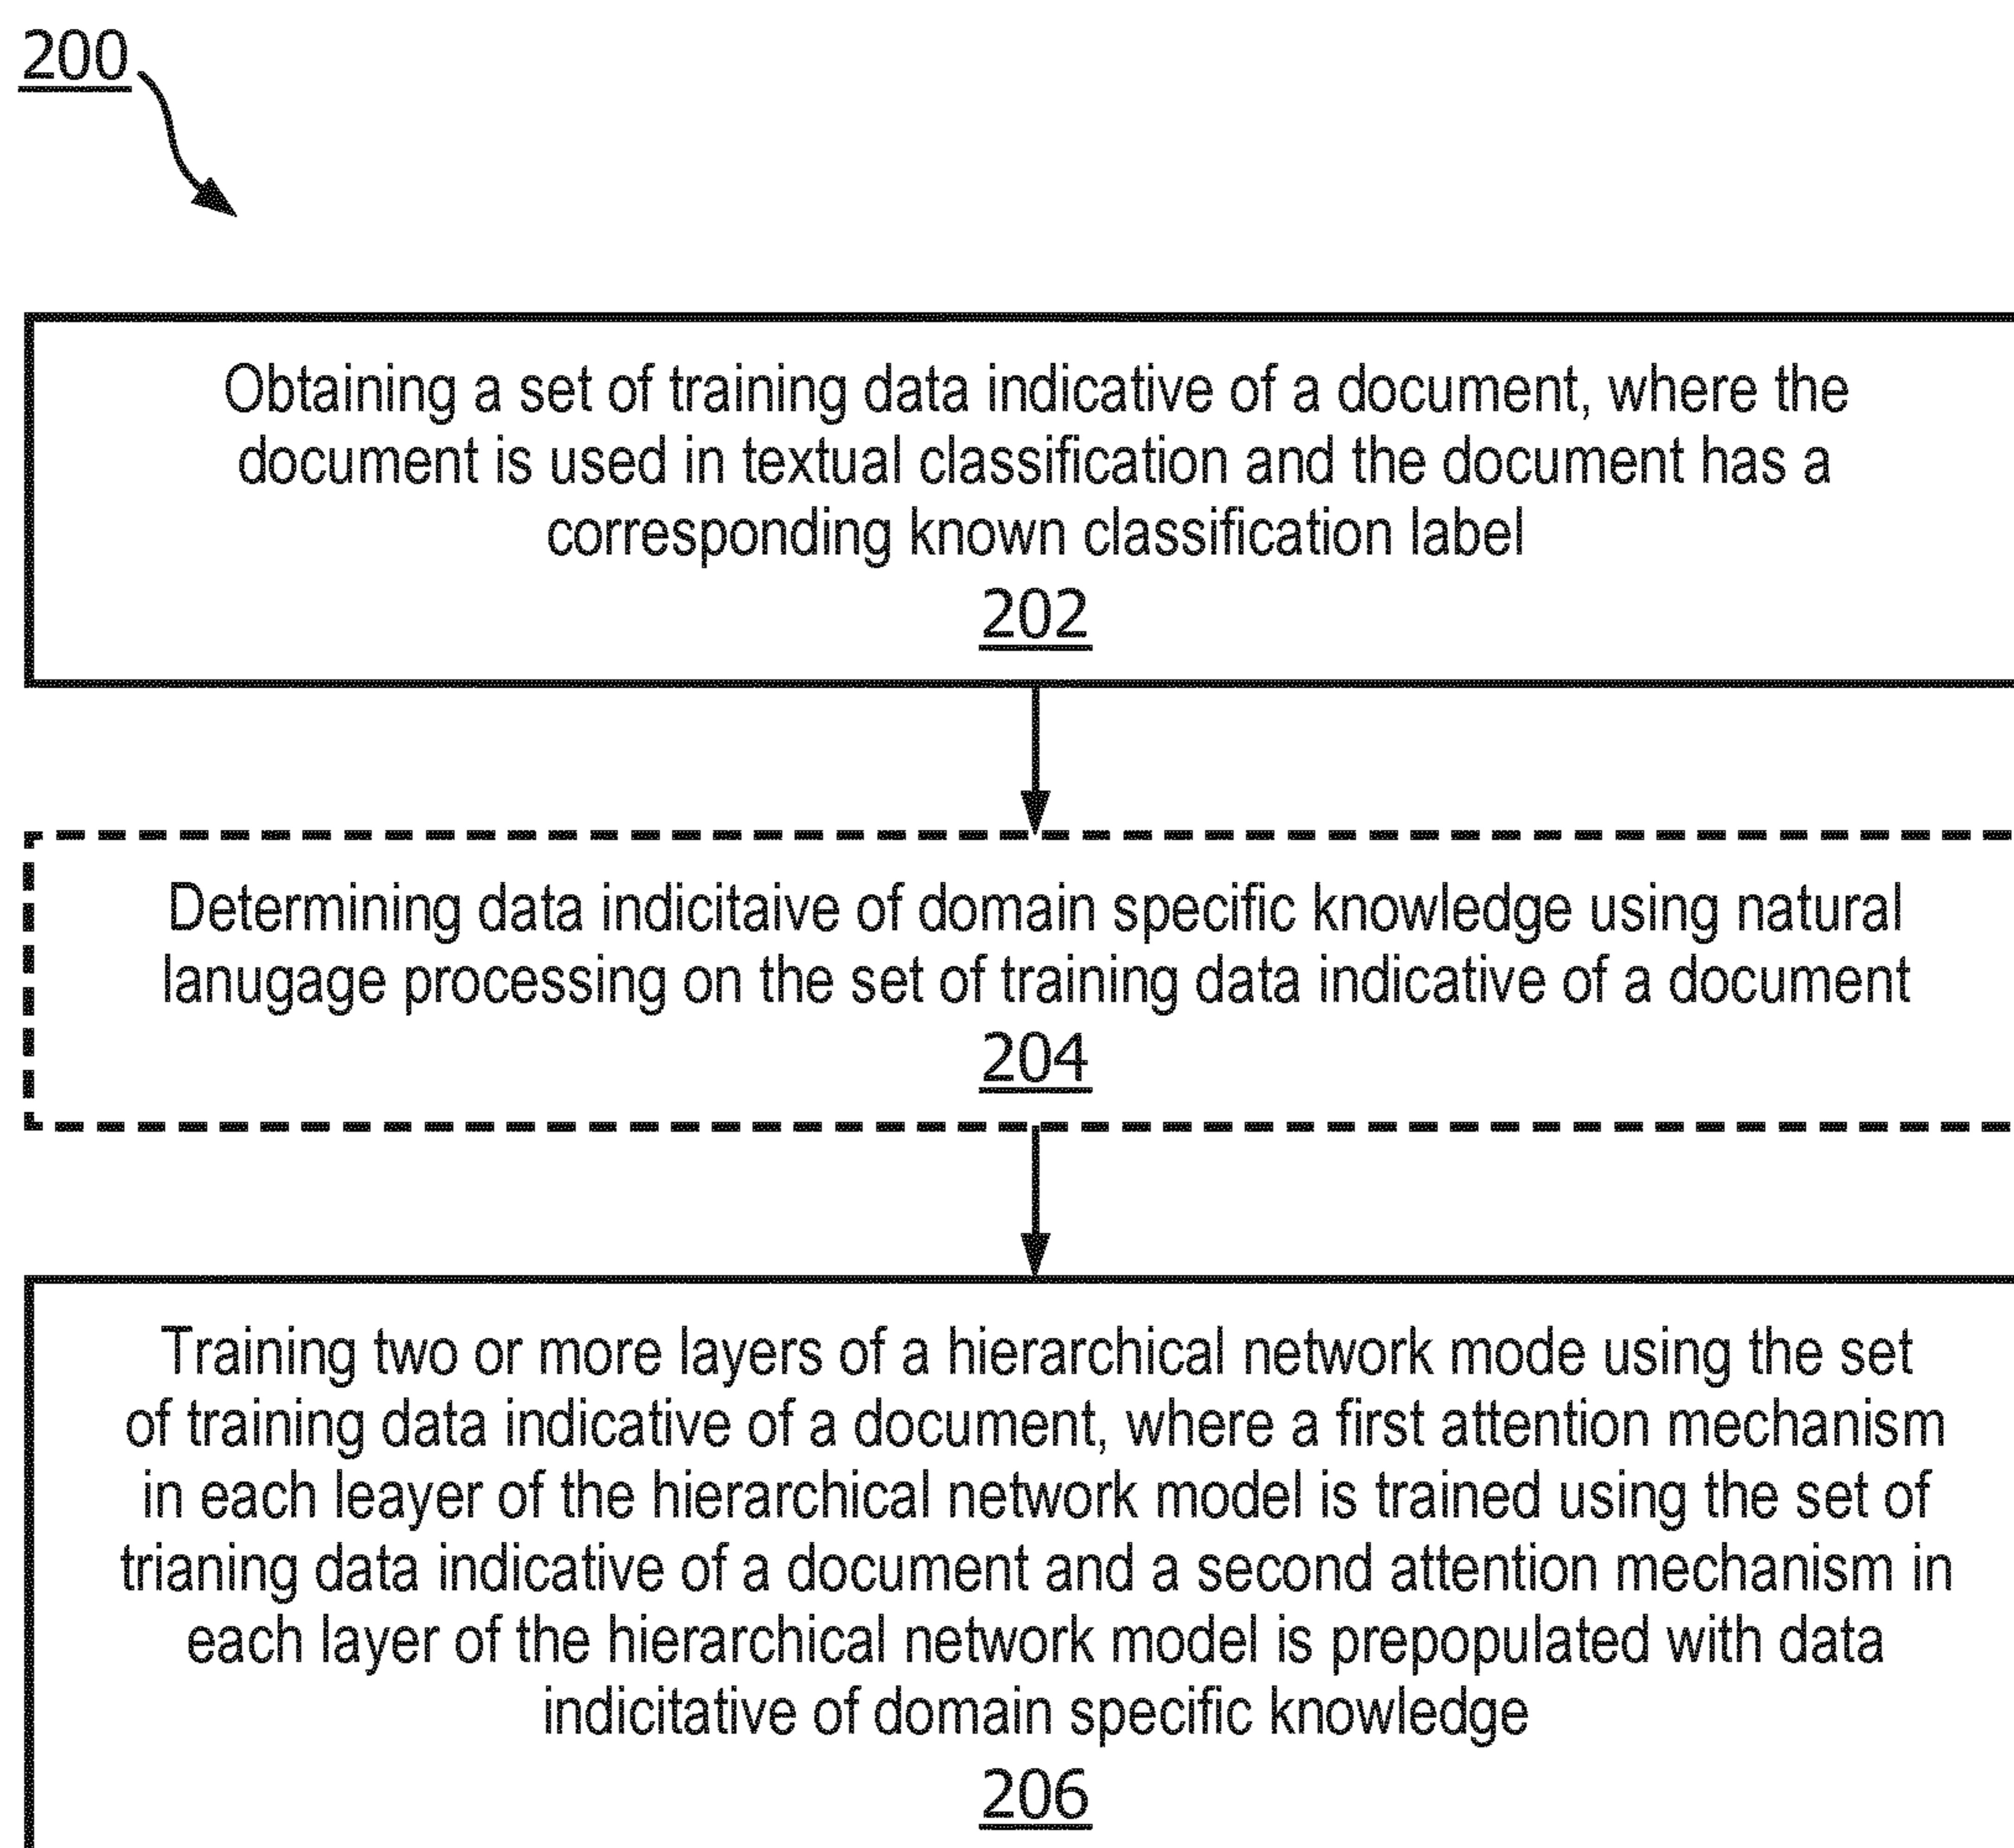 200
Obtaining a set of training data indicative of a document, where the
document is used in textual classification and the document has a
corresponding known classification label
202
Determining data indicitaive of domain specific knowledge using natural
lanugage processing on the set of training data indicative of a document
204
Training two or more layers of a hierarchical network mode using the set
of training data indicative of a document, where a first attention mechanism
in each leayer of the hierarchical network model is trained using the set of
trianing data indicative of a document and a second attention mechanism in
each layer of the hierarchical network model is prepopulated with data
indicitative of domain specific knowledge
206